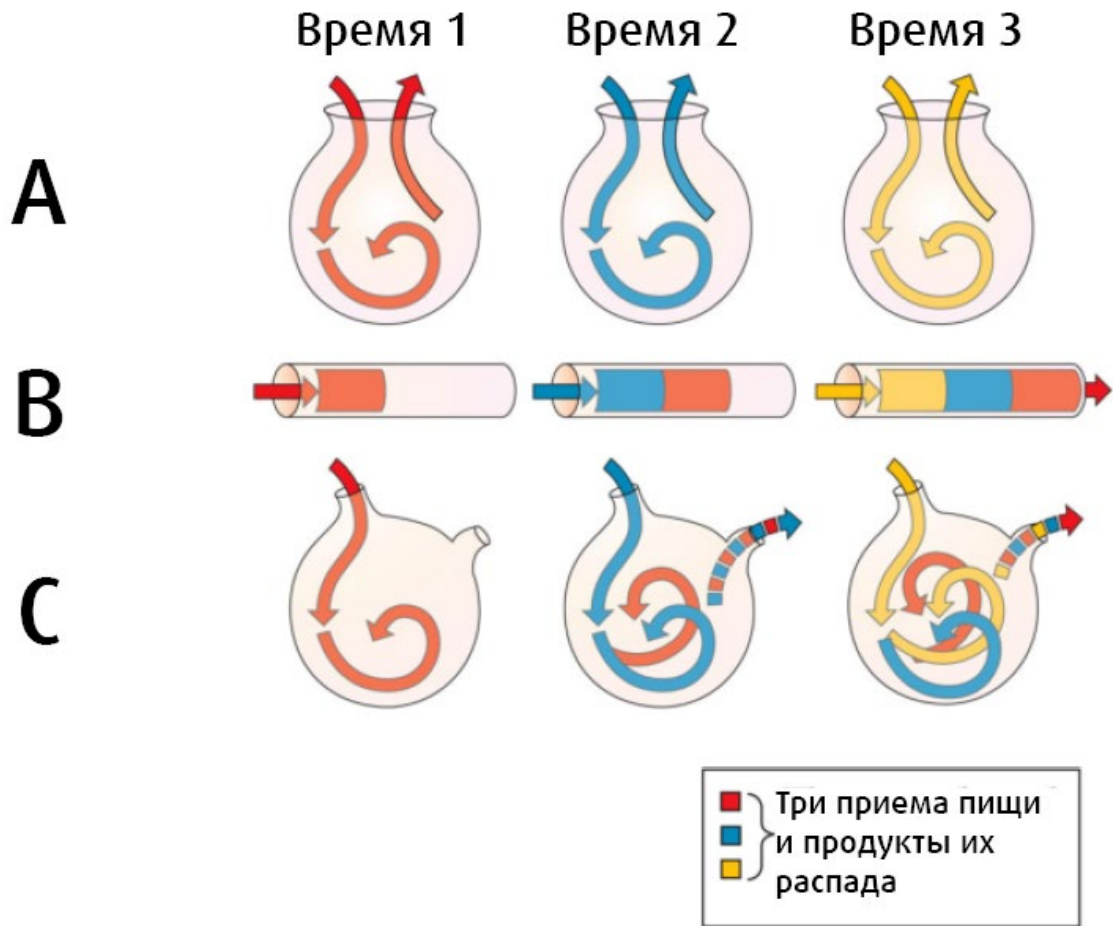 Время 1 Время 2 Время 3
A
B
C
Три приема пищи
и продукты их
распада